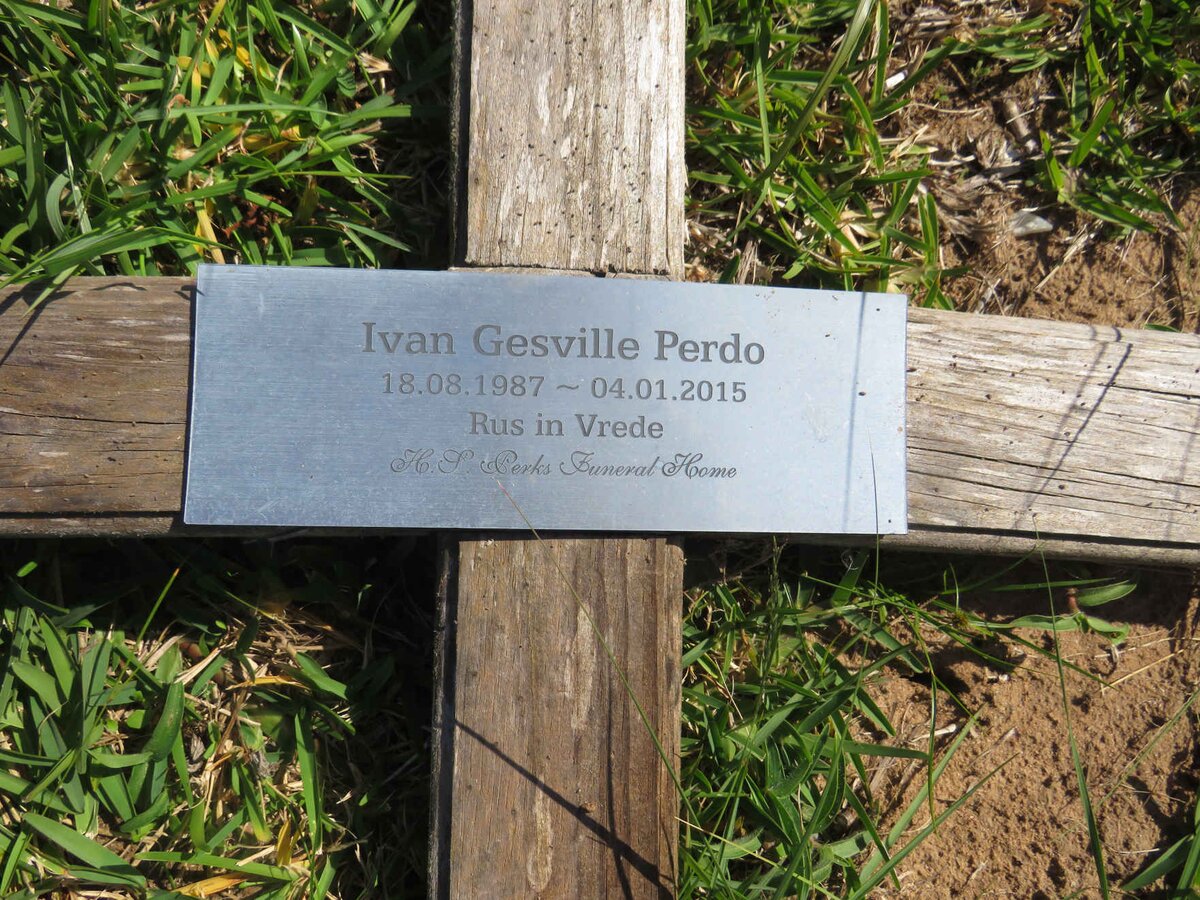 Ivan Gesville Perdo
18.08.1987 ~ 04.01.2015
Rus in Vrede
H.S. Perks Funeral Home